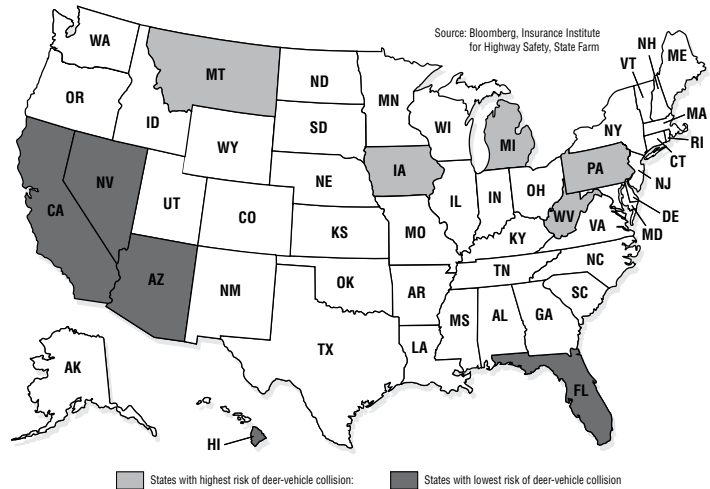 Source: Bloomberg, Insurance Institute
for Highway Safety, State Farm
WA
MT
ND
MN
VT
NH
ME
OR
ID
SD
WI
MI
NY
MA
RI
CT
WY
IA
PA
NJ
NV
NE
OH
CA
UT
CO
IL
IN
WV
DE
MD
KS
MO
KY
VA
AZ
NM
OK
AR
TN
NC
SC
MS
AL
GA
TX
LA
AK
FL
HI
States with highest risk of deer-vehicle collision:
States with lowest risk of deer-vehicle collision